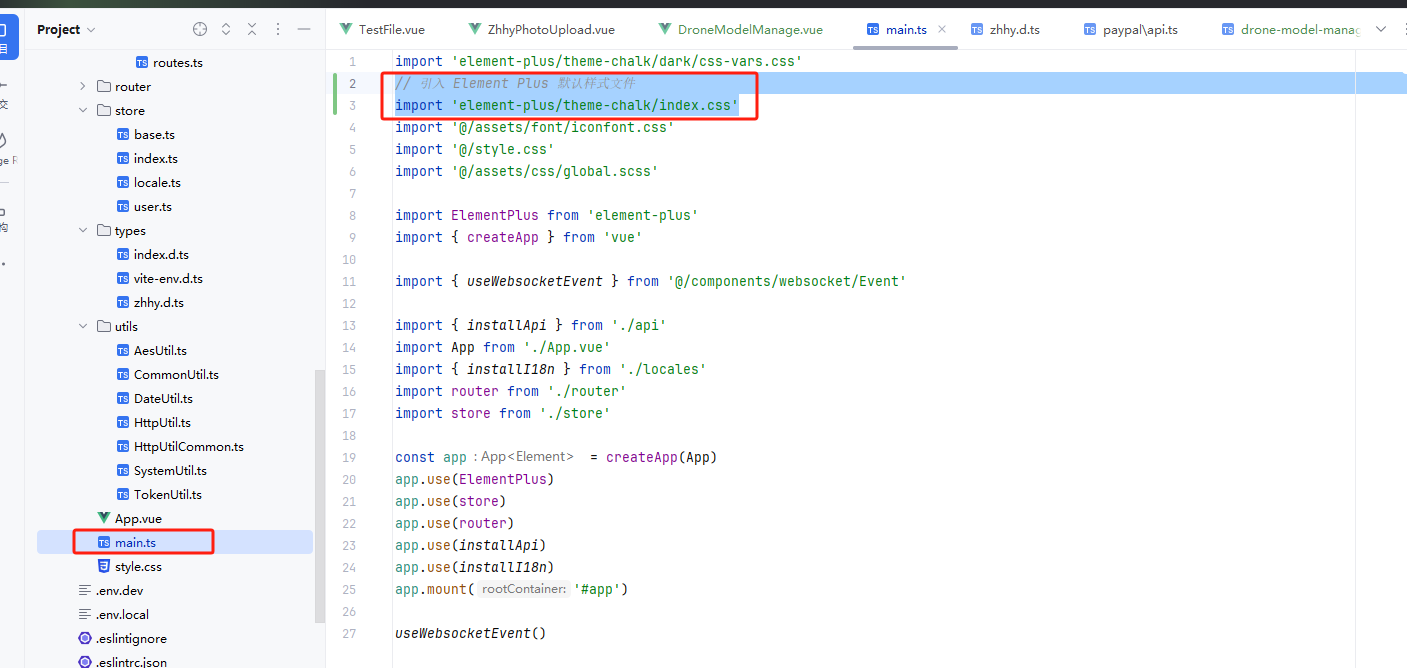 Project
TestFile.vue
ZhhyPhotoUpload.vue
DroneModelManage.vue
main.ts
zhhy.d.ts
paypal\api.ts
drone-model-manag
目
交
ge R
构
routes.ts
router
store
base.ts
index.ts
locale.ts
user.ts
types
index.d.ts
vite-env.d.ts
zhhy.d.ts
utils
AesUtil.ts
CommonUtil.ts
DateUtil.ts
HttpUtil.ts
HttpUtilCommon.ts
SystemUtil.ts
TokenUtil.ts
App.vue
main.ts
style.css
.env.dev
.env.local
.eslintignore
.eslintrc.json
1 import 'element-plus/theme-chalk/dark/css-vars.css'
2 // 引入 Element Plus 默认样式文件
3 import 'element-plus/theme-chalk/index.css'
4 import '@/assets/font/iconfont.css'
5 import '@/style.css'
6 import '@/assets/css/global.scss'
7
8 import ElementPlus from 'element-plus'
9 import { createApp } from 'vue'
10
11 import { useWebsocketEvent } from '@/components/websocket/Event'
12
13 import { installApi } from './api'
14 import App from './App.vue'
15 import { installI18n } from './locales'
16 import router from './router'
17 import store from './store'
18
19 const app : App<Element> = createApp(App)
20 app.use(ElementPlus)
21 app.use(store)
22 app.use(router)
23 app.use(installApi)
24 app.use(installI18n)
25 app.mount( rootContainer: '#app')
26
27 useWebsocketEvent()